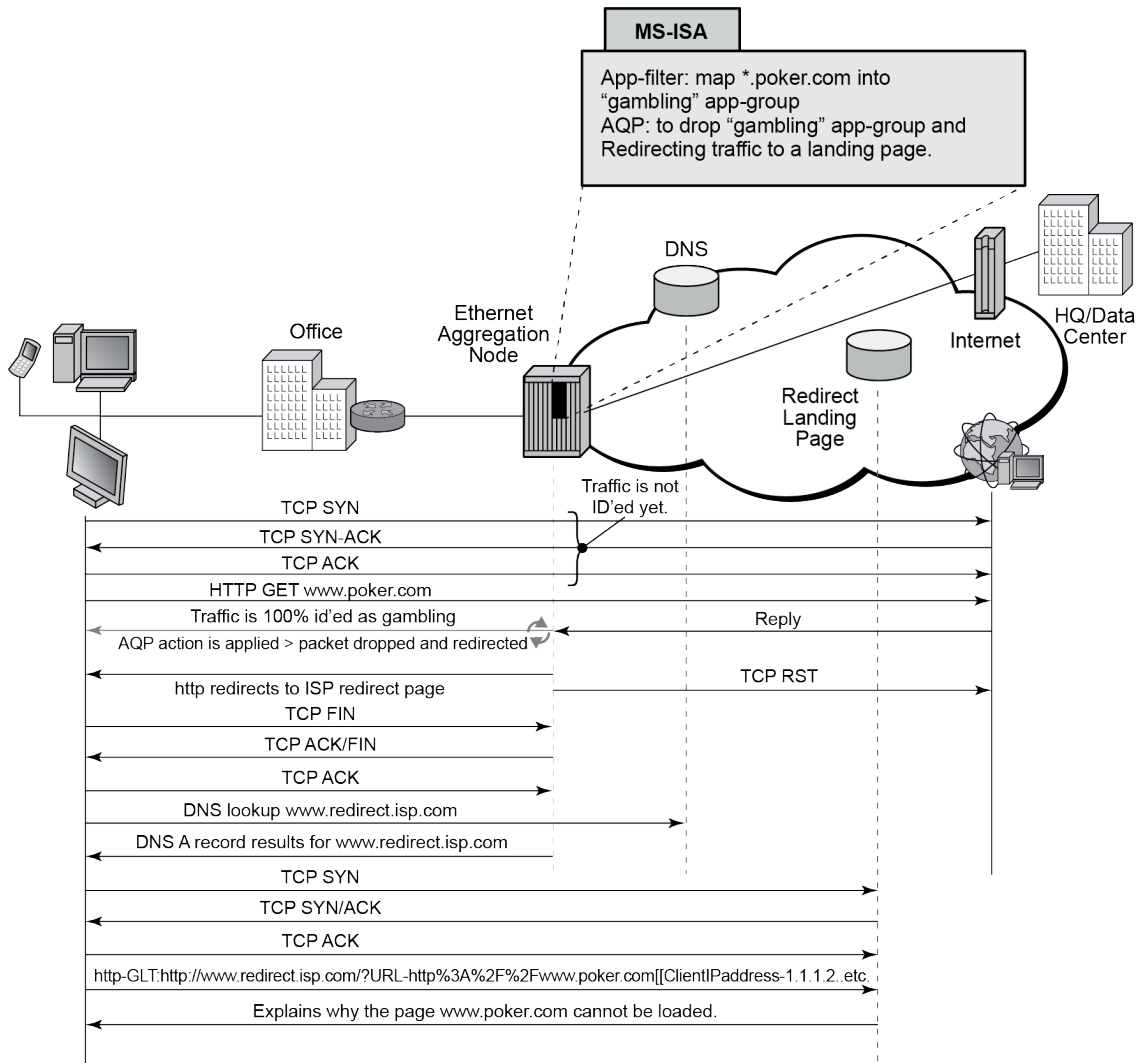 MS-ISA
App-filter: map *.poker.com into
“gambling” app-group
AQP: to drop “gambling” app-group and
Redirecting traffic to a landing page.
DNS
Ethernet
Aggregation
Node
Office
Internet
HQ/Data
Center
Redirect
Landing
Page
Traffic is not
ID'ed yet.
TCP SYN
TCP SYN-ACK
TCP ACK
HTTP GET www.poker.com
Traffic is 100% id'ed as gambling
Reply
AQP action is applied > packet dropped and redirected
TCP RST
http redirects to ISP redirect page
TCP FIN
TCP ACK/FIN
TCP ACK
DNS lookup www.redirect.isp.com
DNS A record results for www.redirect.isp.com
TCP SYN
TCP SYN/ACK
TCP ACK
http-GLT:http://www.redirect.isp.com/?URL-http%3A%2F%2Fwww.poker.com[[ClientIPaddress-1.1.1.2..etc.
Explains why the page www.poker.com cannot be loaded.